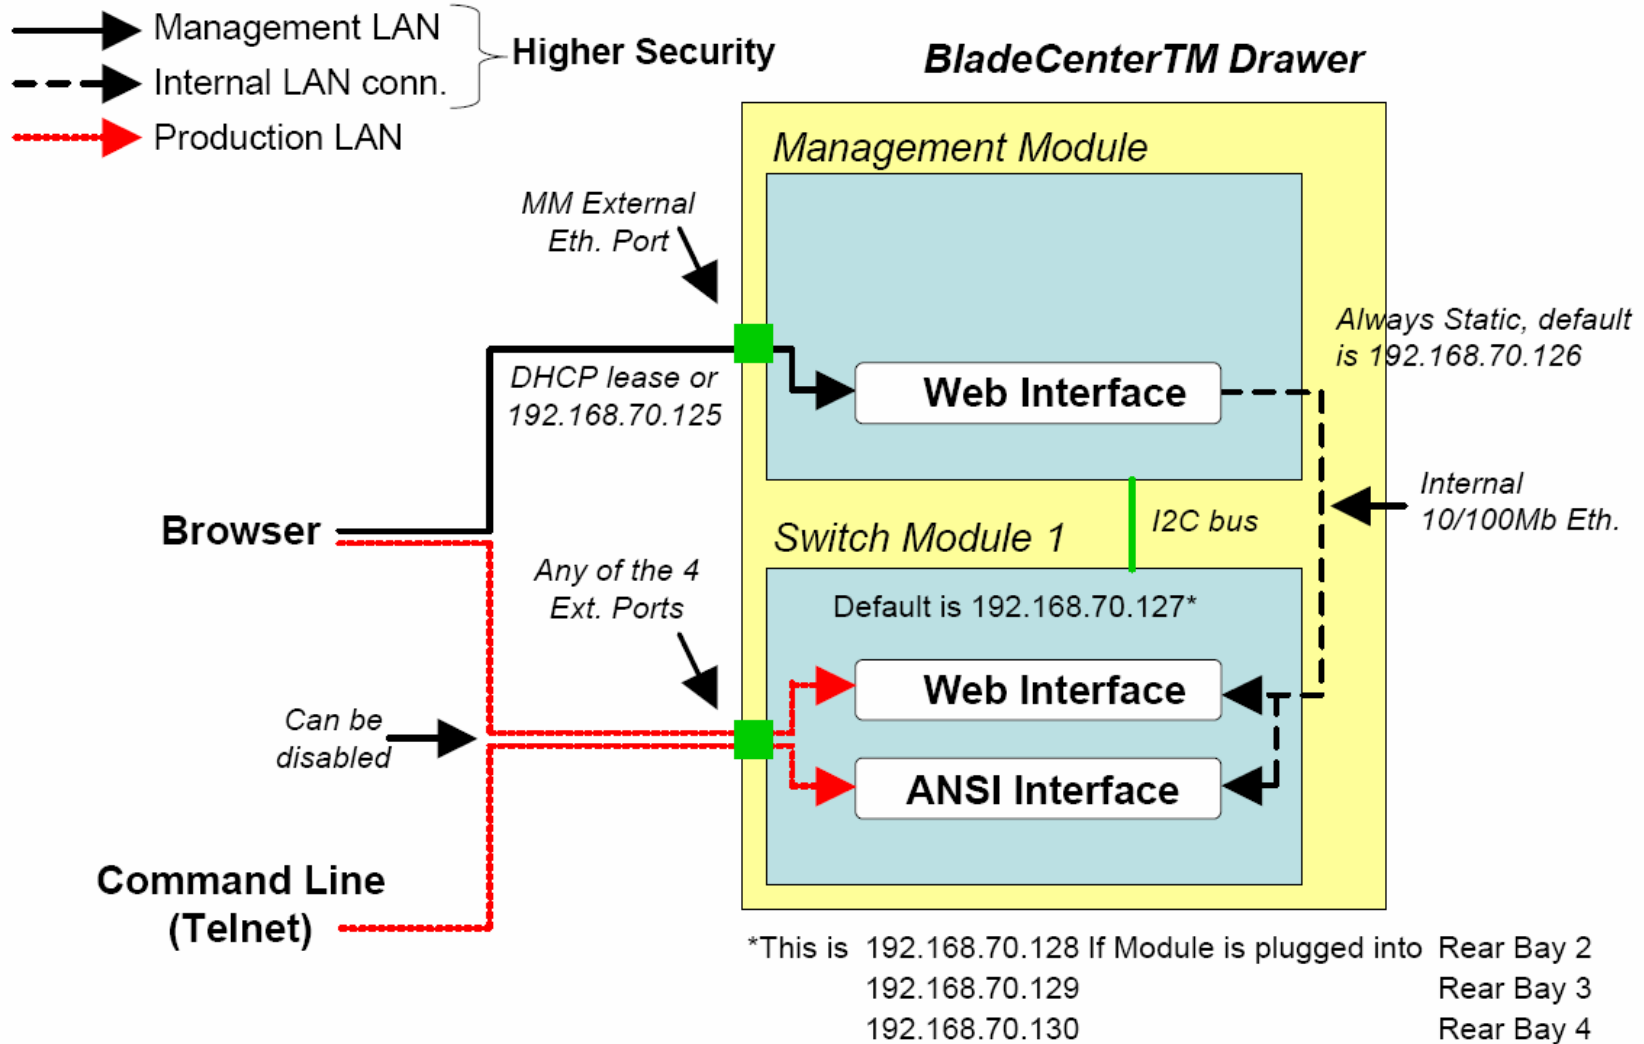 Management LAN
Internal LAN conn.
Higher Security
Production LAN
BladeCenterTM Drawer
Management Module
MM External
Eth. Port
DHCP lease or
192.168.70.125
Web Interface
Always Static, default
is 192.168.70.126
Internal
10/100Mb Eth.
I2C bus
Browser
Switch Module 1
Any of the 4
Ext. Ports
Default is 192.168.70.127*
Web Interface
ANSI Interface
Can be
disabled
Command Line
(Telnet)
*This is 192.168.70.128 If Module is plugged into Rear Bay 2
192.168.70.129 Rear Bay 3
192.168.70.130 Rear Bay 4